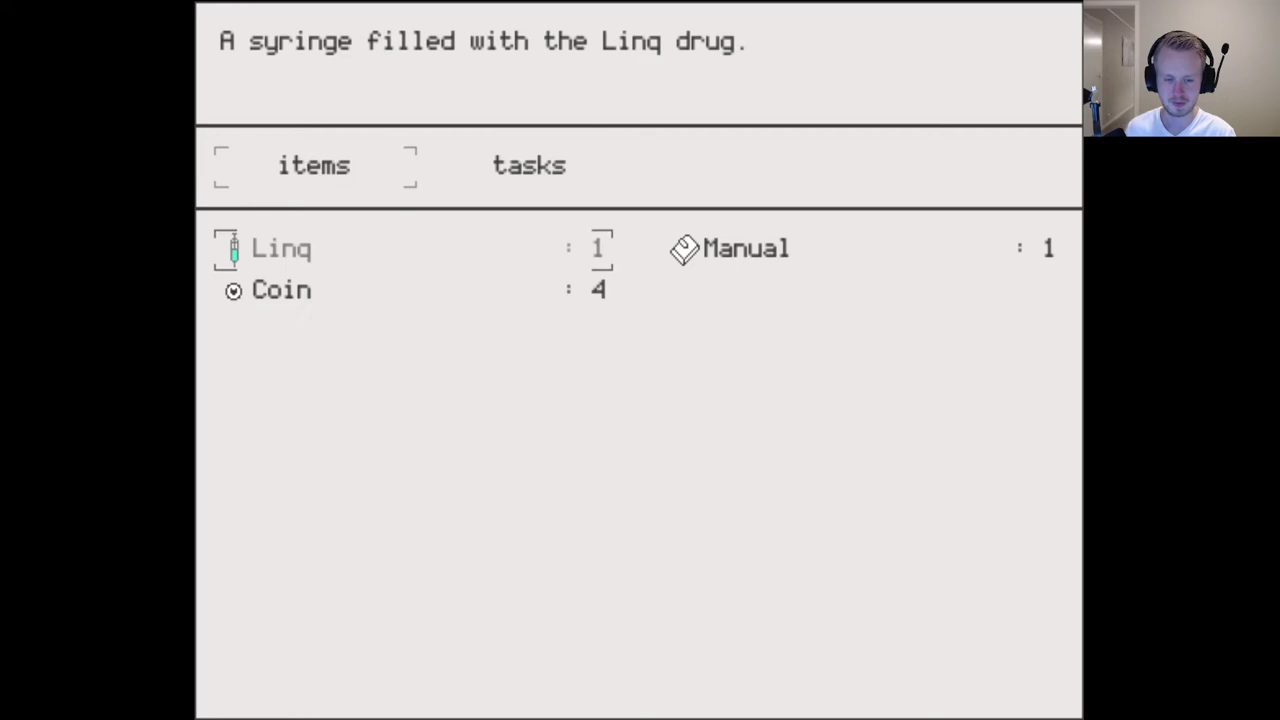 A syringe filled with the Linq drug.
items tasks
Linq : 1 Manual : 1
Coin : 4